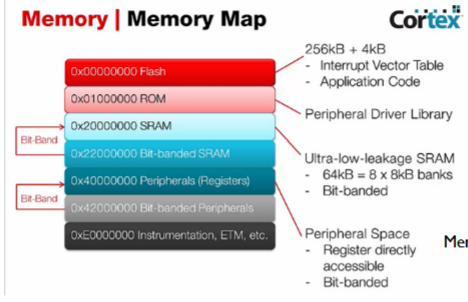 Memory | Memory Map
Cortex
256kB + 4kB
- Interrupt Vector Table
- Application Code
0x00000000 Flash
0x01000000 ROM
Peripheral Driver Library
0x20000000 SRAM
Bit-Band
0x22000000 Bit-banded SRAM
Ultra-low-leakage SRAM
- 64kB = 8 x 8kB banks
- Bit-banded
0x40000000 Peripherals (Registers)
Bit-Band
0x42000000 Bit-banded Peripherals
0xE0000000 Instrumentation, ETM, etc.
Peripheral Space
- Register directly
accessible
- Bit-banded
Mer